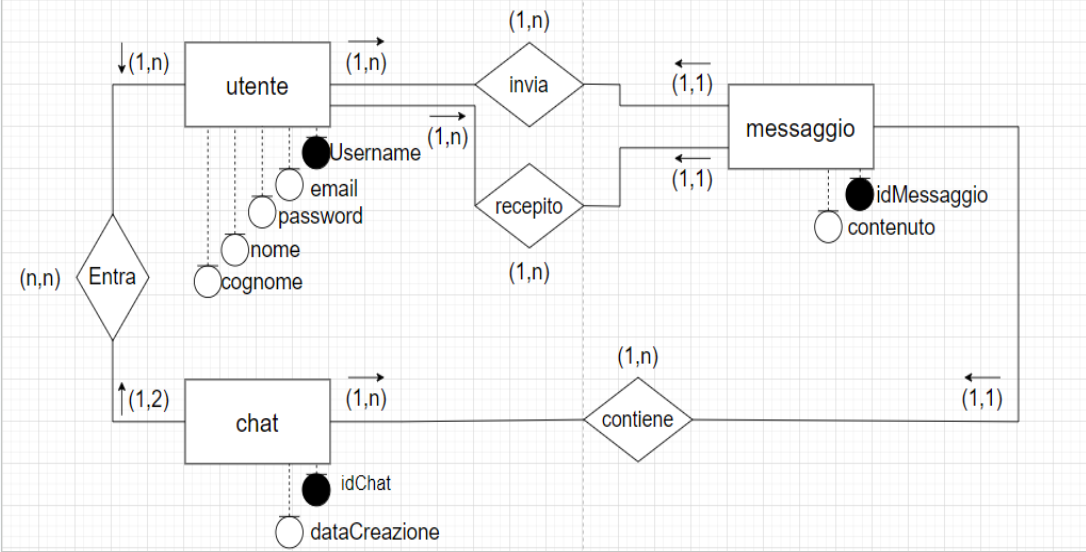 (1,n)
(1,n)
(1,n)
utente
invia
(1,1)
messaggio
(1,n)
Username
email
password
nome
cognome
(1,1)
recepito
(1,n)
idMessaggio
contenuto
(n,n)
Entra
(1,n)
(1,2)
chat
(1,n)
contiene
(1,1)
idChat
dataCreazione